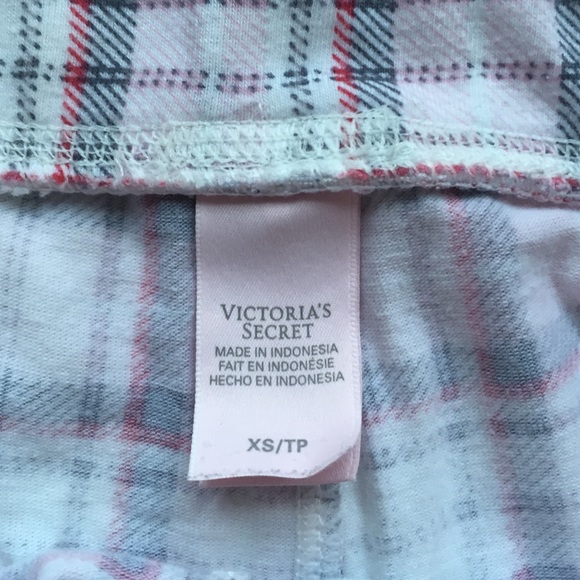 VICTORIA'S
SECRET
MADE IN INDONESIA
FAIT EN INDONÉSIE
HECHO EN INDONESIA
XS/TP